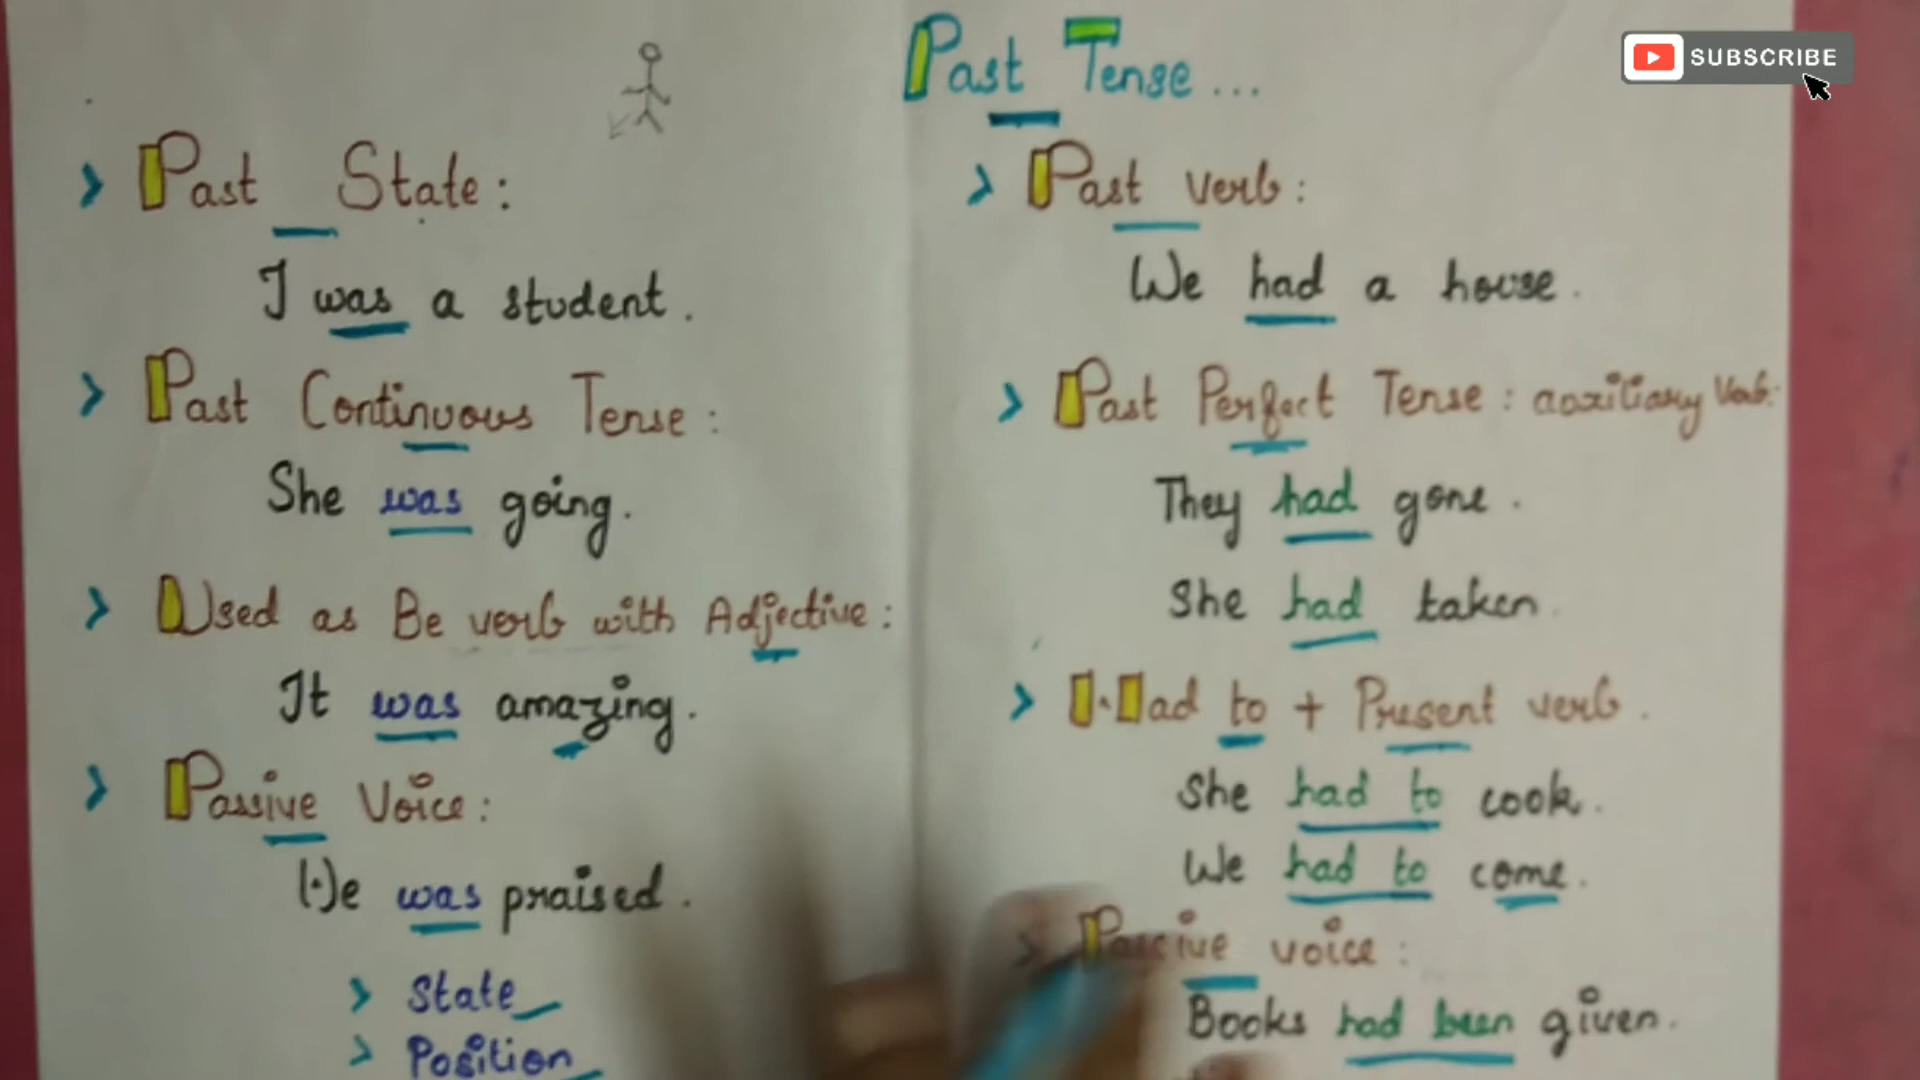 Past Tense...
SUBSCRIBE
> Past State:
I was a student.
> Past Continuous Tense:
She was going.
> Used as Be verb with Adjective:
It was amazing.
> Passive Voice:
He was praised.
> State
> Position
> Past verb:
We had a house.
> Past Perfect Tense: auxiliary Verb:
They had gone.
She had taken.
> Had to + Present verb.
She had to cook.
We had to come.
> Passive voice:
Books had been given.